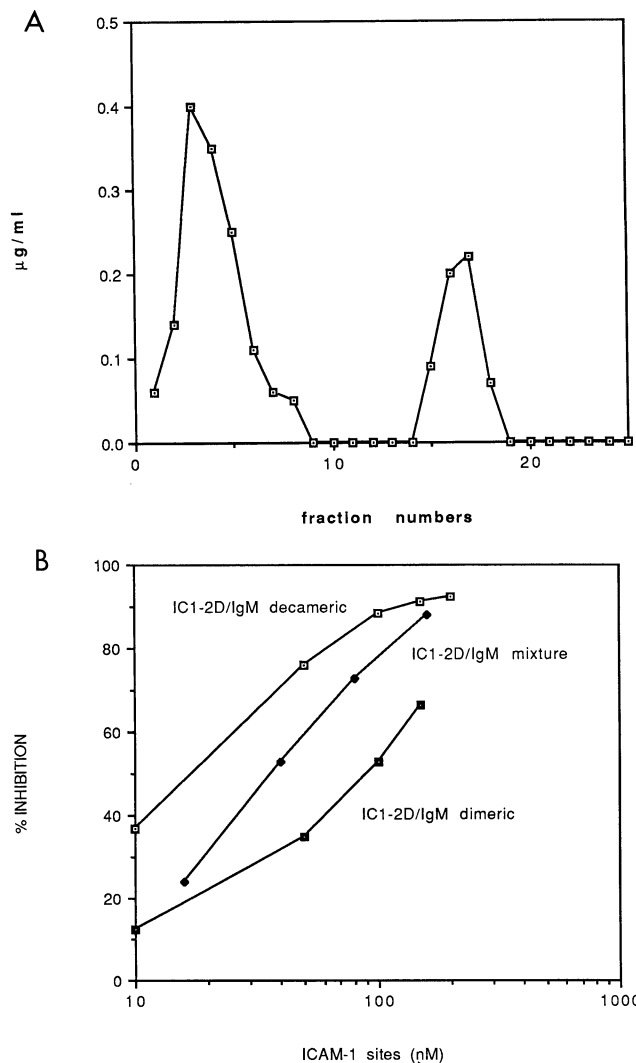 A
0.5
0.4
0.3
0.2
0.1
0.0
µg/ml
0 10 20
fraction numbers
B
100
80
60
40
20
0
% INHIBITION
IC1-2D/IgM decameric
IC1-2D/IgM mixture
IC1-2D/IgM dimeric
10 100 1000
ICAM-1 sites (nM)